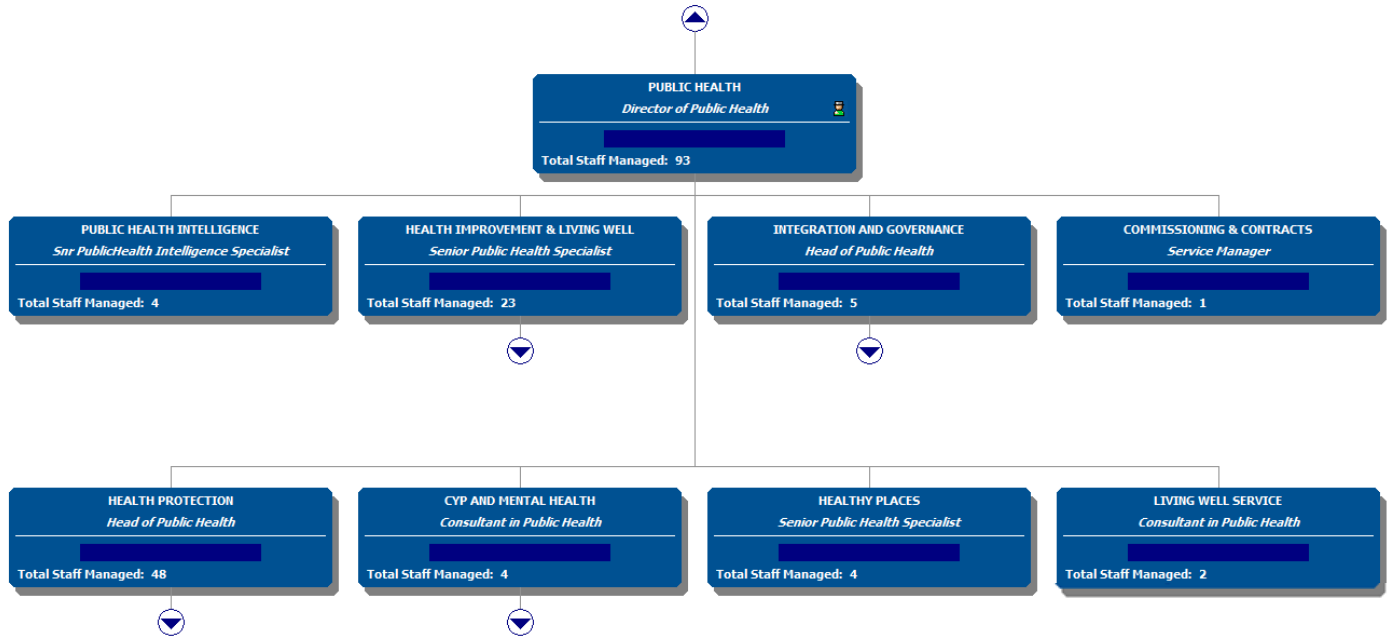 PUBLIC HEALTH
Director of Public Health
Total Staff Managed: 93
PUBLIC HEALTH INTELLIGENCE
Snr PublicHealth Intelligence Specialist
Total Staff Managed: 4
HEALTH IMPROVEMENT & LIVING WELL
Senior Public Health Specialist
Total Staff Managed: 23
INTEGRATION AND GOVERNANCE
Head of Public Health
Total Staff Managed: 5
COMMISSIONING & CONTRACTS
Service Manager
Total Staff Managed: 1
HEALTH PROTECTION
Head of Public Health
Total Staff Managed: 48
CYP AND MENTAL HEALTH
Consultant in Public Health
Total Staff Managed: 4
HEALTHY PLACES
Senior Public Health Specialist
Total Staff Managed: 4
LIVING WELL SERVICE
Consultant in Public Health
Total Staff Managed: 2